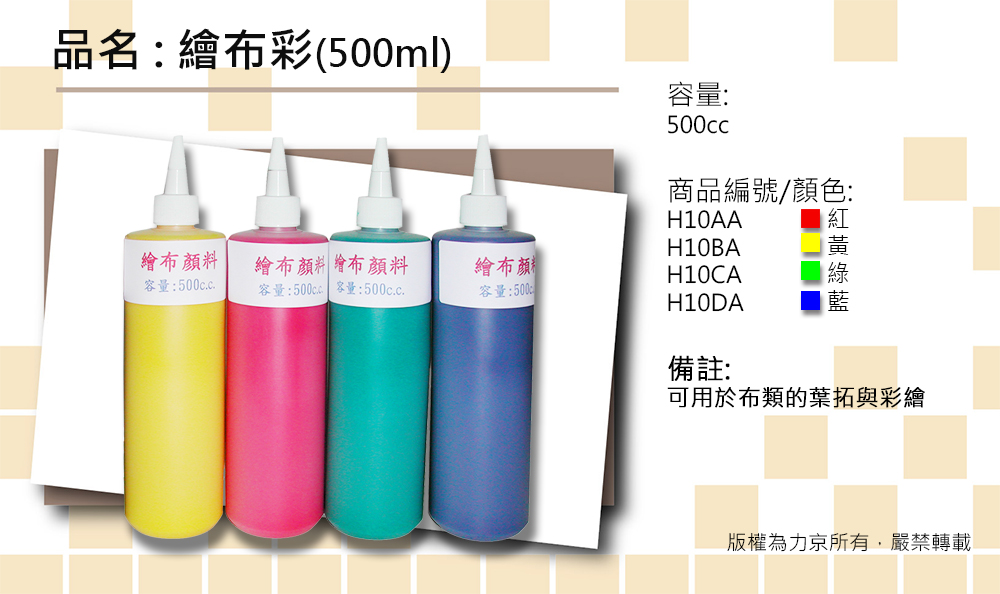 品名 : 繪布彩(500ml)
容量:
500cc
商品編號/顏色:
H10AA 紅
H10BA 黃
H10CA 綠
H10DA 藍
備註:
可用於布類的葉拓與彩繪
繪布顏料
容量:500c.c.
繪布顏料
容量:500c.c.
繪布顏料
容量:500c.c.
繪布顏
容量:500c.
版權為力京所有，嚴禁轉載